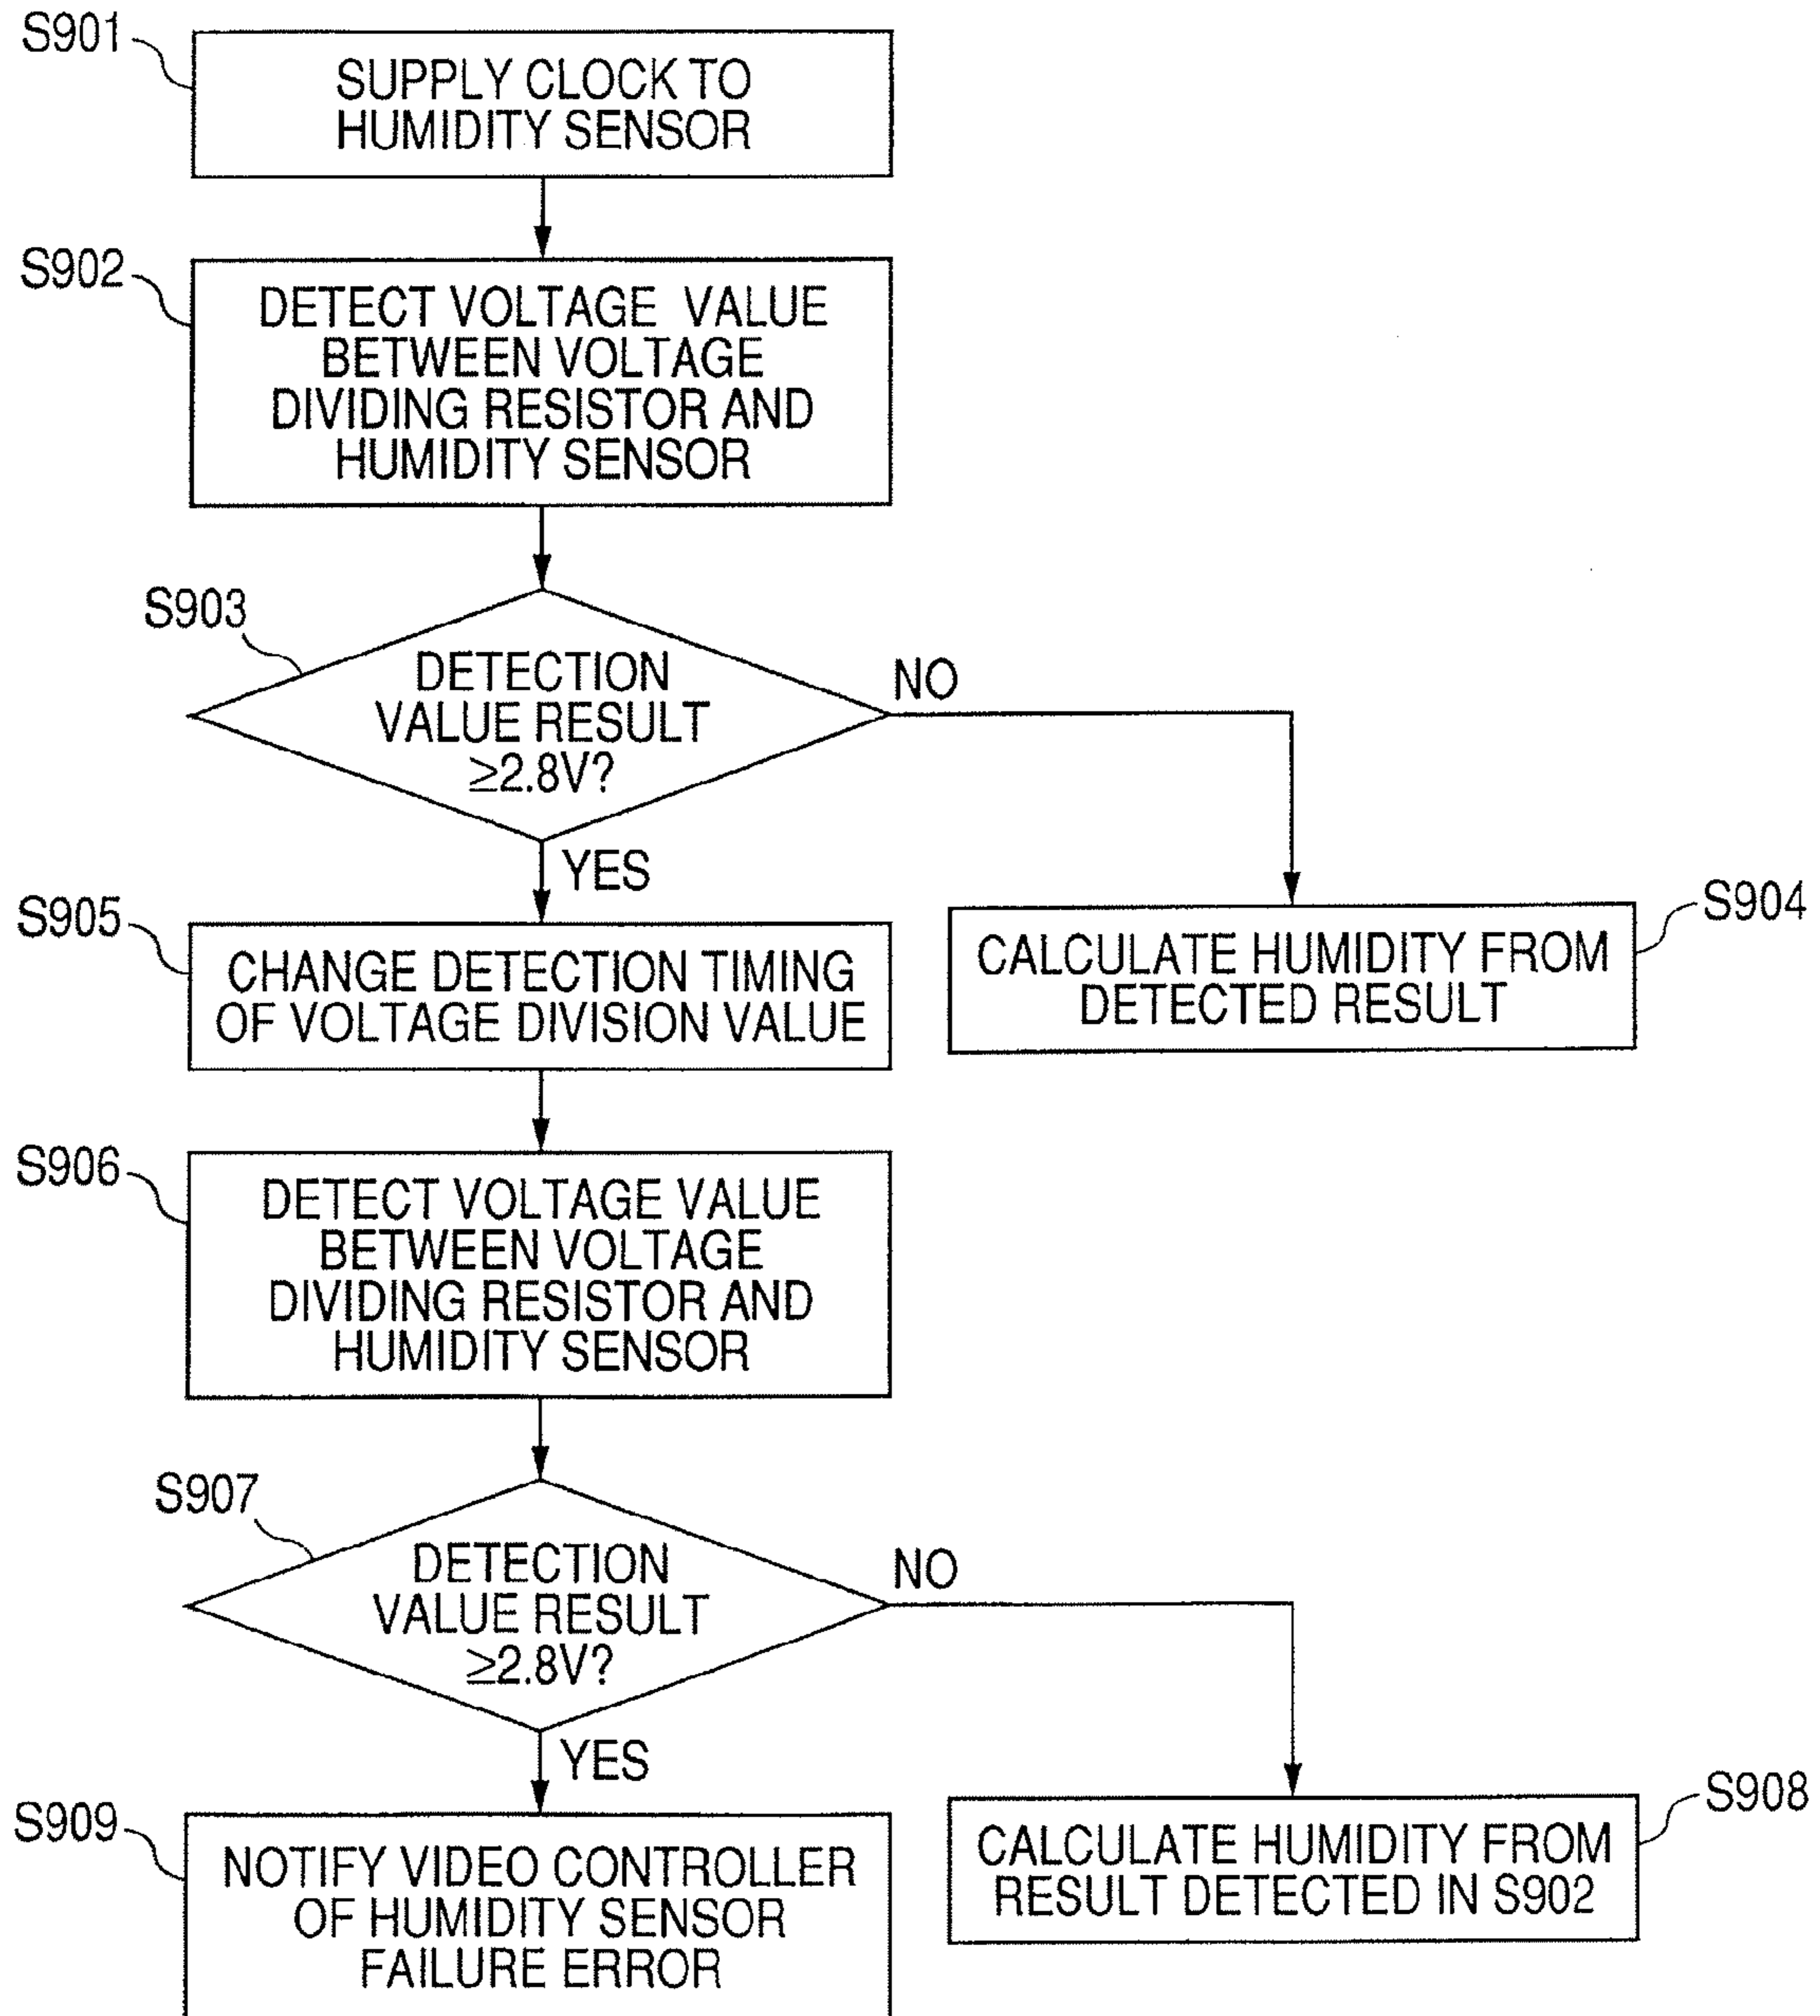 S901
SUPPLY CLOCK TO
HUMIDITY SENSOR
S902
DETECT VOLTAGE VALUE
BETWEEN VOLTAGE
DIVIDING RESISTOR AND
HUMIDITY SENSOR
S903
DETECTION
VALUE RESULT
≥2.8V?
NO
YES
S905
CHANGE DETECTION TIMING
OF VOLTAGE DIVISION VALUE
S904
CALCULATE HUMIDITY FROM
DETECTED RESULT
S906
DETECT VOLTAGE VALUE
BETWEEN VOLTAGE
DIVIDING RESISTOR AND
HUMIDITY SENSOR
S907
DETECTION
VALUE RESULT
≥2.8V?
NO
YES
S909
NOTIFY VIDEO CONTROLLER
OF HUMIDITY SENSOR
FAILURE ERROR
S908
CALCULATE HUMIDITY FROM
RESULT DETECTED IN S902